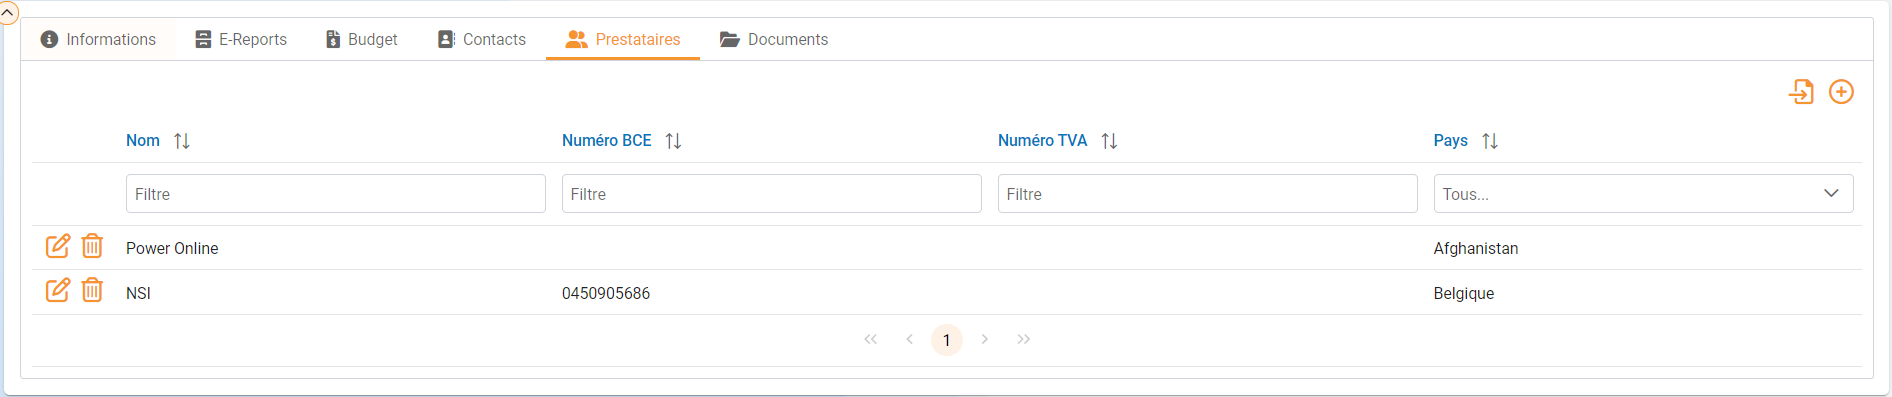 Informations E-Reports Budget Contacts Prestataires Documents
Nom Numéro BCE Numéro TVA Pays
Filtre Filtre Filtre Tous...
Power Online Afghanistan
NSI 0450905686 Belgique
1